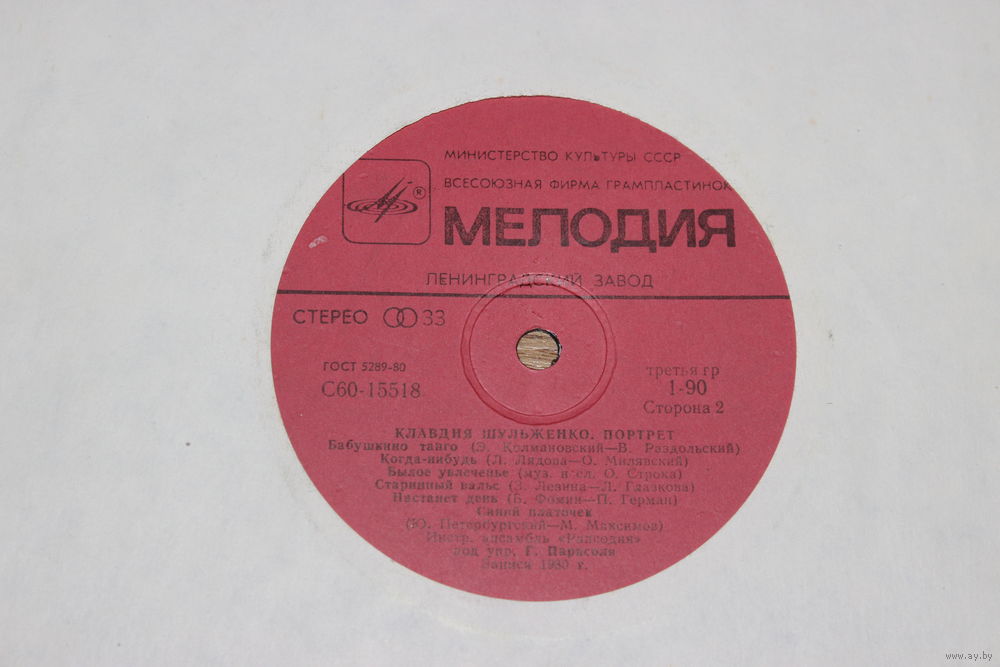 МИНИСТЕРСТВО КУЛЬТУРЫ СССР
ВСЕСОЮЗНАЯ ФИРМА ГРАМПЛАСТИНОК
®
МЕЛОДИЯ
ЛЕНИНГРАДСКИЙ ЗАВОД
СТЕРЕО 33
ГОСТ 5289-80
С60-15518
третья гр
1-90
Сторона 2
КЛАВДИЯ ШУЛЬЖЕНКО. ПОРТРЕТ
Бабушкино танго (Э. Колмановский—В. Раздольский)
Когда-нибудь (Л. Лядова—О. Милявский)
Былое увлеченье (муз. и сл. О. Строка)
Старинный вальс (З. Левина—Л. Глазкова)
Настанет день (Б. Фомин—П. Герман)
Синий платочек
(Ю. Петербургский—М. Максимов)
Инстр. ансамбль «Рапсодия»
под упр. Г. Парасоля
Запись 1980 г.
www.ay.by